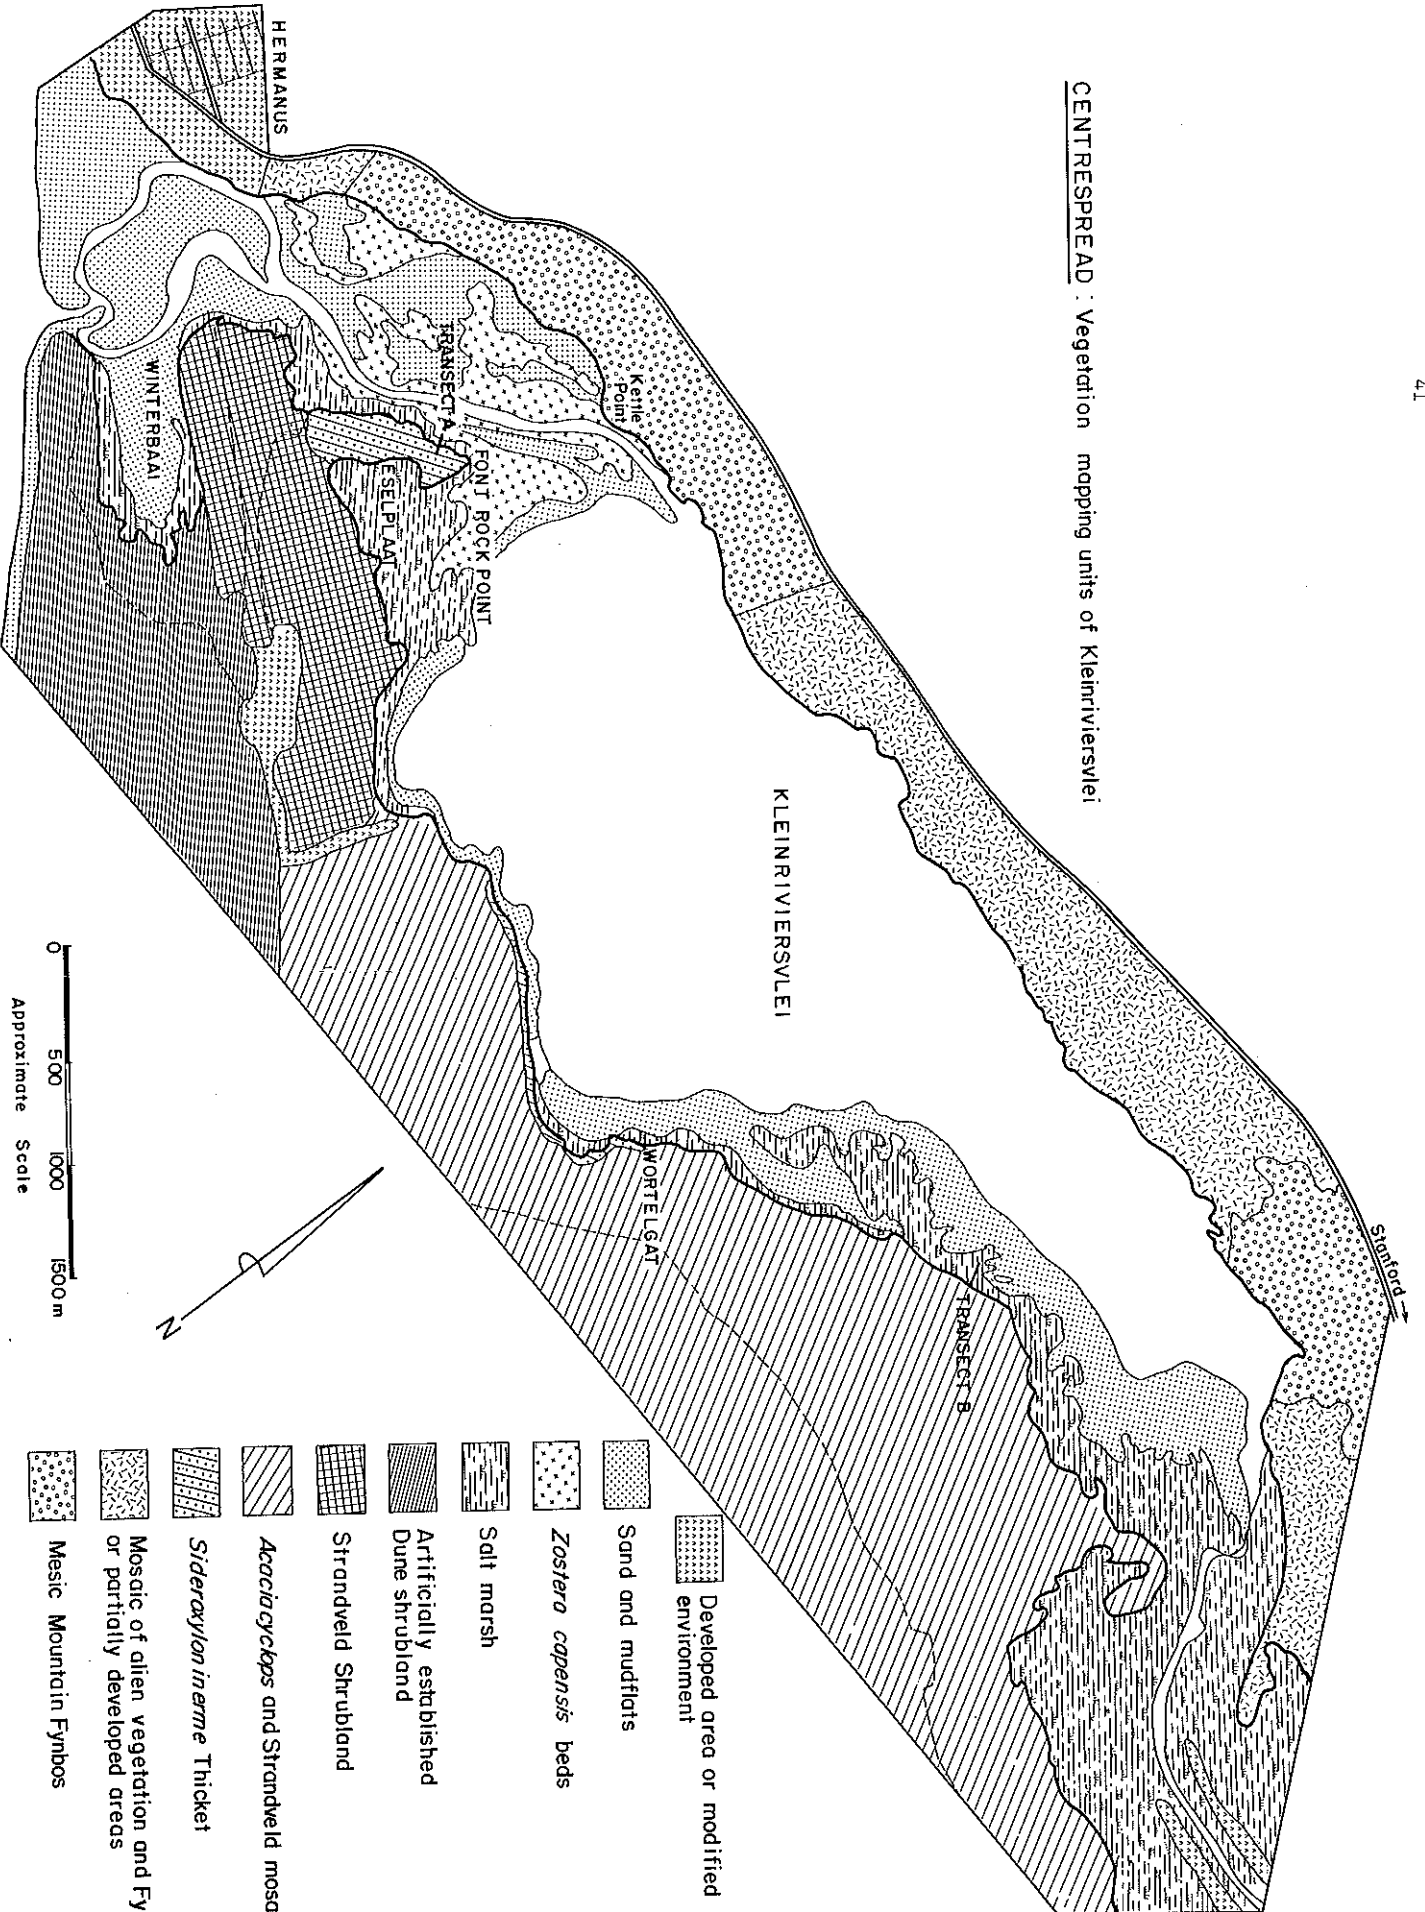 41
CENTRESPREAD : Vegetation mapping units of Kleinriviersvlei
Stanford →
HERMANUS
Kettle
Point
TRANSECT A
FONT ROCK POINT
ESELPLAAT
WINTERBAAI
KLEINRIVIERSVLEI
WORTELGAT
TRANSECT B
0 500 1000 1500 m
Approximate Scale
N
Developed area or modified
environment
Sand and mudflats
Zostera capensis beds
Salt marsh
Artificially established
Dune shrubland
Strandveld Shrubland
Acacia cyclops and Strandveld mosa
Sideroxylon inerme Thicket
Mosaic of alien vegetation and Fy
or partially developed areas
Mesic Mountain Fynbos